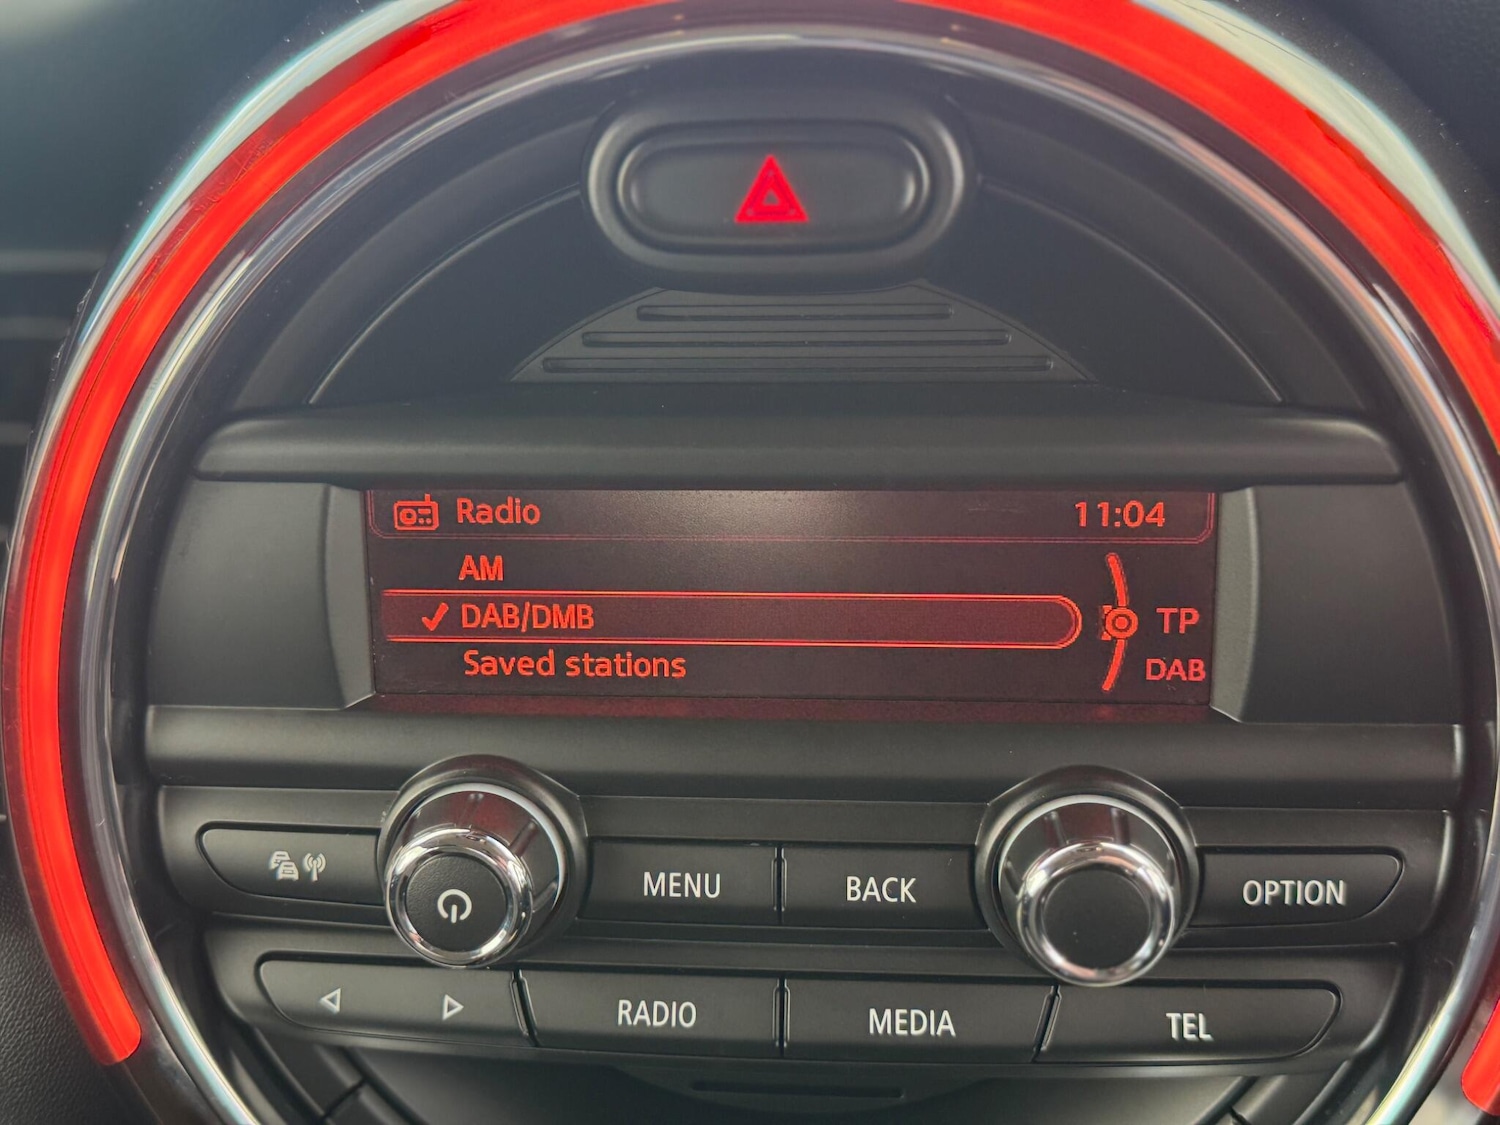 Radio 11:04
AM
✓ DAB/DMB TP
Saved stations DAB
MENU BACK OPTION
RADIO MEDIA TEL